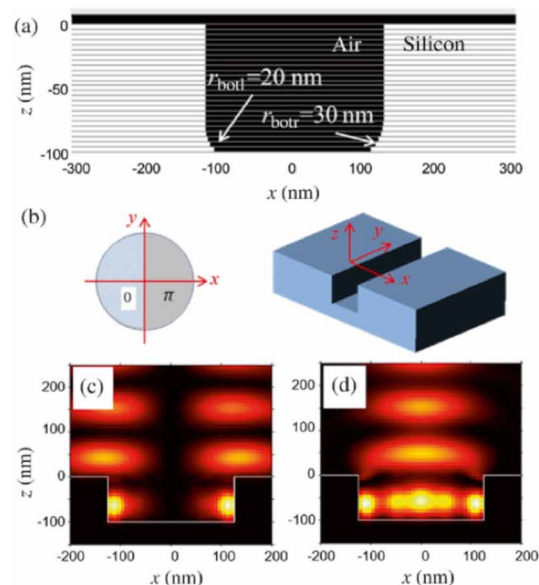 (a)
0
Air Silicon
-50
r_botl=20 nm
r_botr=30 nm
-100
z (nm)
-300 -200 -100 0 100 200 300
x (nm)
(b)
y
x
0 π
z
y
x
(c)
200
100
0
-100
z (nm)
-200 -100 0 100 200
x (nm)
(d)
200
100
0
-100
-200 -100 0 100 200
x (nm)